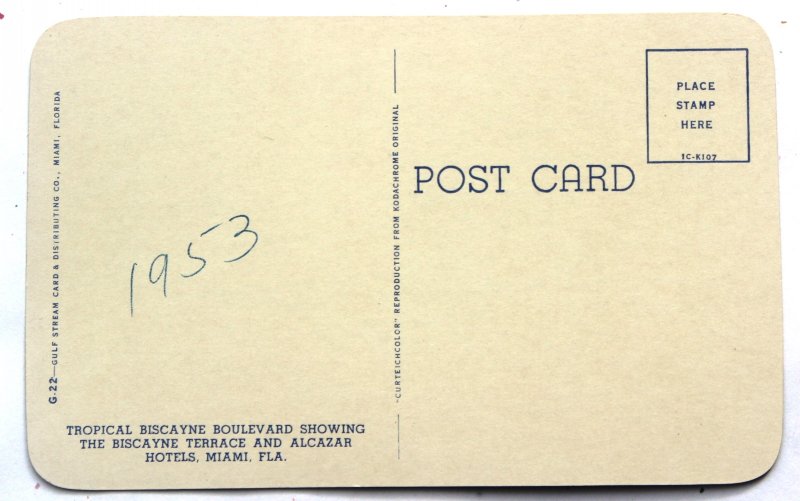 G-22—GULF STREAM CARD & DISTRIBUTING CO., MIAMI, FLORIDA
1953
TROPICAL BISCAYNE BOULEVARD SHOWING
THE BISCAYNE TERRACE AND ALCAZAR
HOTELS, MIAMI, FLA.
"CURTEICHCOLOR" REPRODUCTION FROM KODACHROME ORIGINAL
POST CARD
PLACE
STAMP
HERE
1C-K107